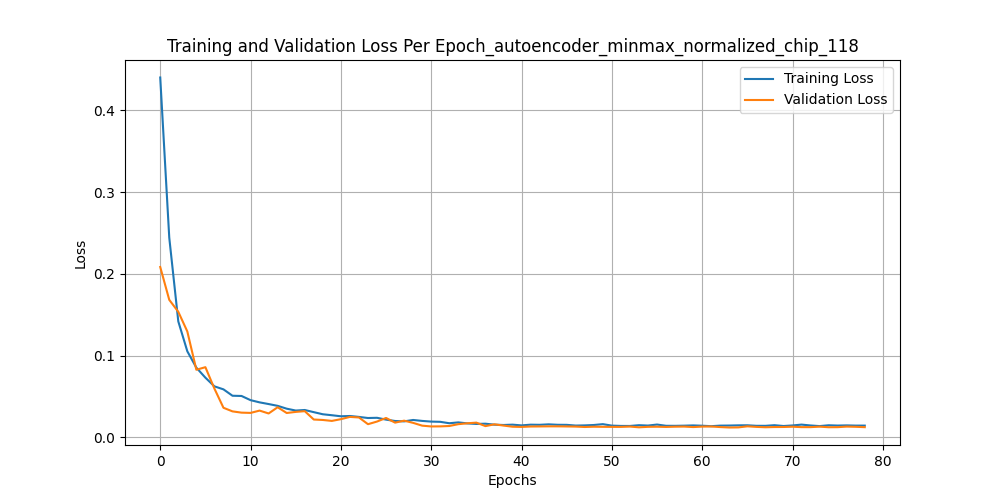 Training and Validation Loss Per Epoch_autoencoder_minmax_normalized_chip_118
Training Loss
Validation Loss
0.4
0.3
0.2
0.1
0.0
Loss
0 10 20 30 40 50 60 70 80
Epochs